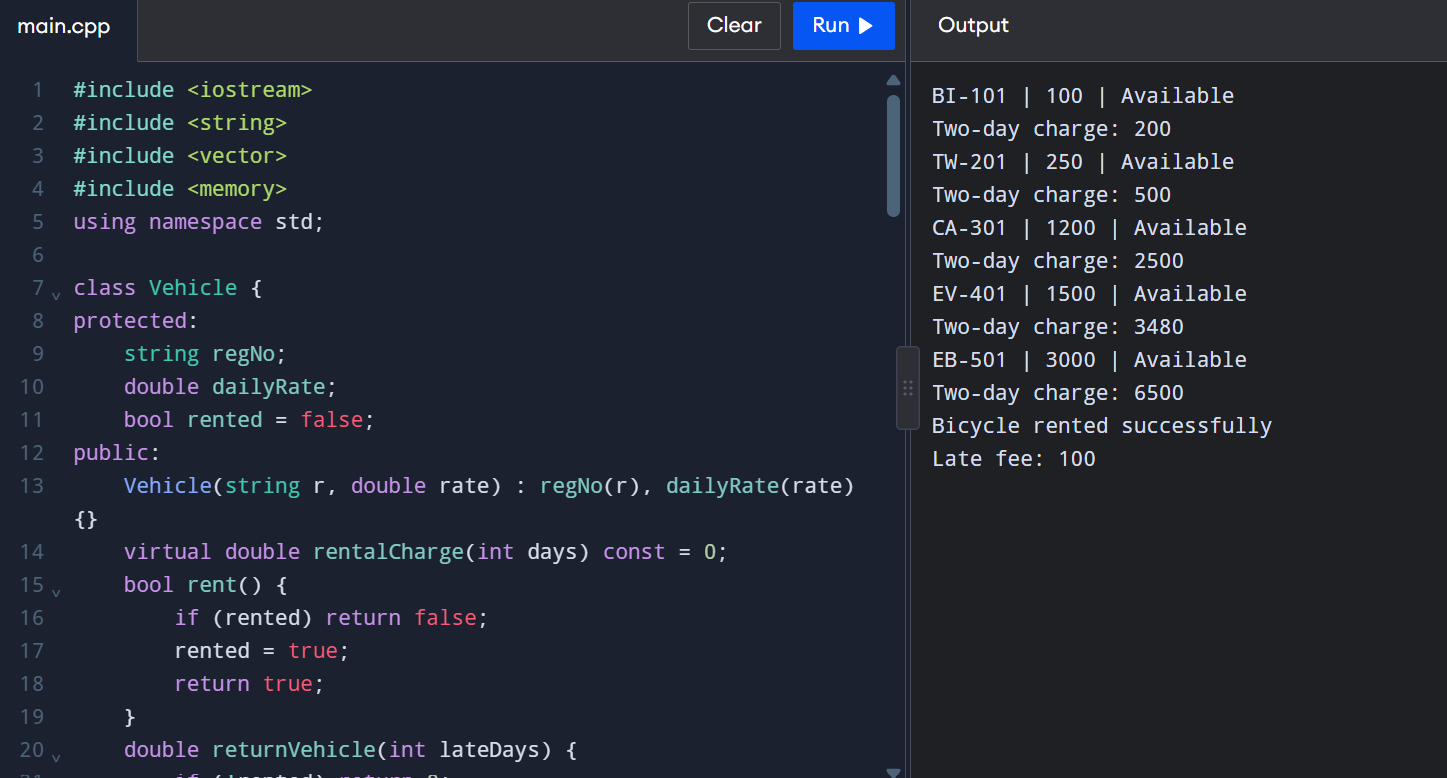 main.cpp
Clear
Run
Output
1 #include <iostream>
2 #include <string>
3 #include <vector>
4 #include <memory>
5 using namespace std;
6
7 class Vehicle {
8 protected:
9     string regNo;
10     double dailyRate;
11     bool rented = false;
12 public:
13     Vehicle(string r, double rate) : regNo(r), dailyRate(rate)
{}
14     virtual double rentalCharge(int days) const = 0;
15     bool rent() {
16         if (rented) return false;
17         rented = true;
18         return true;
19     }
20     double returnVehicle(int lateDays) {
BI-101 | 100 | Available
Two-day charge: 200
TW-201 | 250 | Available
Two-day charge: 500
CA-301 | 1200 | Available
Two-day charge: 2500
EV-401 | 1500 | Available
Two-day charge: 3480
EB-501 | 3000 | Available
Two-day charge: 6500
Bicycle rented successfully
Late fee: 100